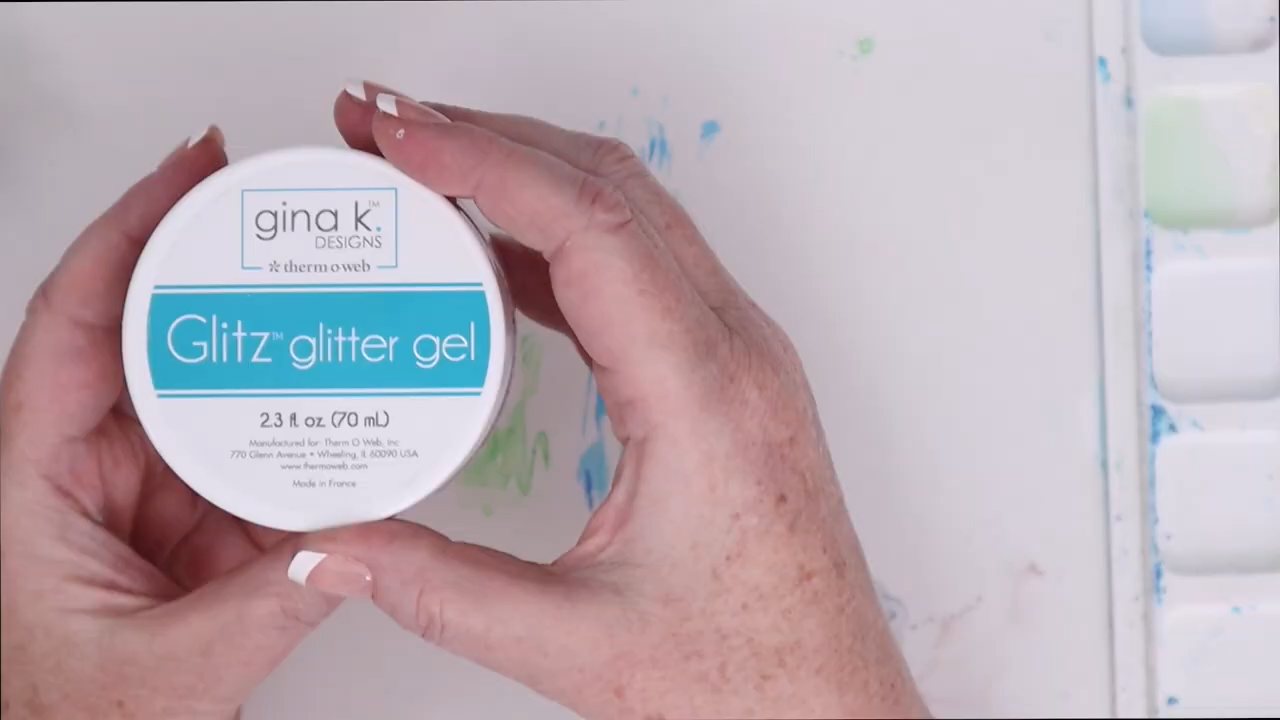 gina k.™
DESIGNS
therm o web
Glitz™ glitter gel
2.3 fl. oz. (70 mL)
Manufactured for: Therm O Web, Inc
770 Glenn Avenue • Wheeling, IL 60090 USA
www.thermoweb.com
Made in France